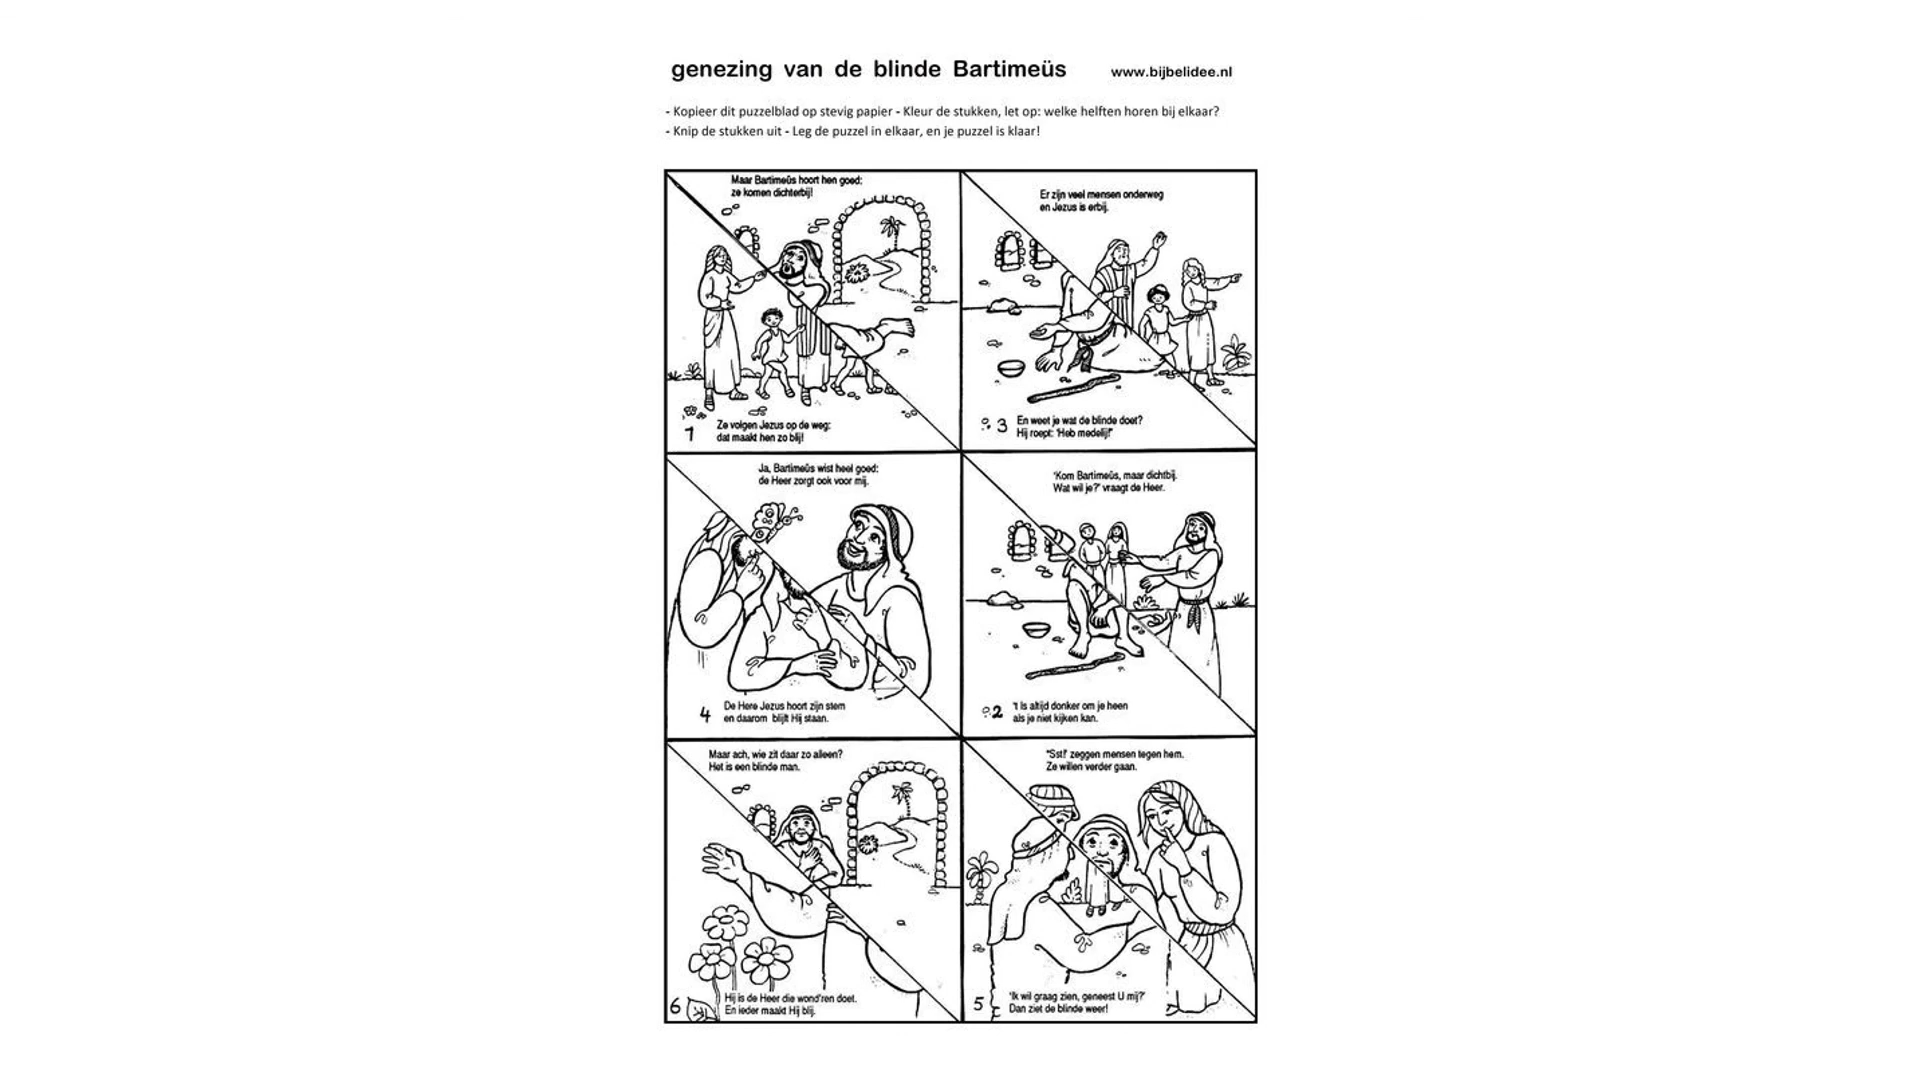 genezing van de blinde Bartimeüs
www.bijbelidee.nl
- Kopieer dit puzzelblad op stevig papier - Kleur de stukken, let op: welke helften horen bij elkaar?
- Knip de stukken uit - Leg de puzzel in elkaar, en je puzzel is klaar!
Maar Bartimeüs hoort hen goed:
ze komen dichterbij!
1
Ze volgen Jezus op de weg:
dat maakt hen zo blij!
Er zijn veel mensen onderweg
en Jezus is erbij.
3
En weet je wat de blinde doet?
Hij roept: 'Heb medelij!'
Ja, Bartimeüs wist heel goed:
de Heer zorgt ook voor mij.
4
De Here Jezus hoort zijn stem
en daarom blijft Hij staan.
'Kom Bartimeüs, maar dichtbij.
Wat wil je?' vraagt de Heer.
2
't Is altijd donker om je heen
als je niet kijken kan.
Maar ach, wie zit daar zo alleen?
Het is een blinde man.
6
Hij is de Heer die wond'ren doet.
En ieder maakt Hij blij.
'Sst!' zeggen mensen tegen hem.
Ze willen verder gaan.
5
'Ik wil graag zien, geneest U mij?'
Dan ziet de blinde weer!